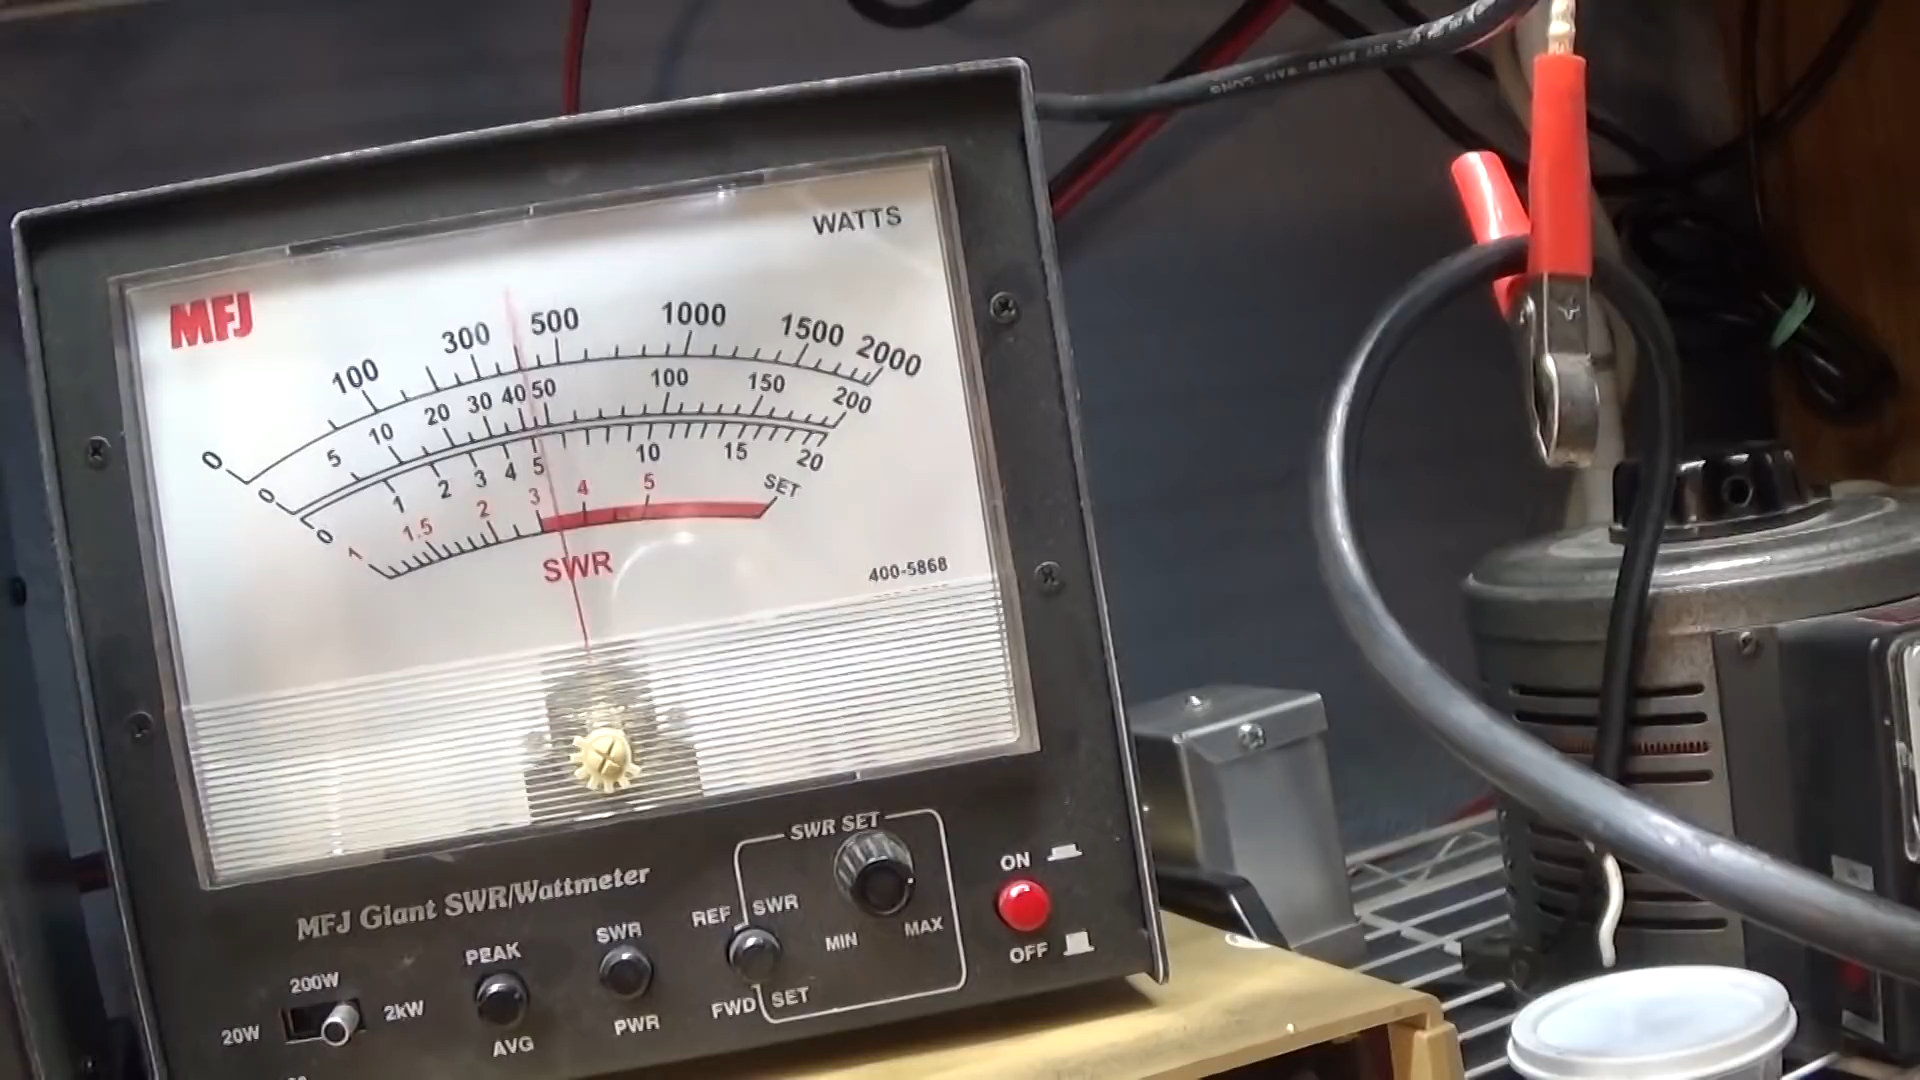 WATTS
MFJ
0 100 300 500 1000 1500 2000
0 5 10 20 30 40 50 100 150 200
0 1 2 3 4 5 10 15 20
1 1.5 2 3 4 5 SET
SWR
400-5868
MFJ Giant SWR/Wattmeter
SWR SET
MIN MAX
ON
OFF
200W
20W 2kW
PEAK
AVG
SWR
PWR
REF SWR
FWD SET